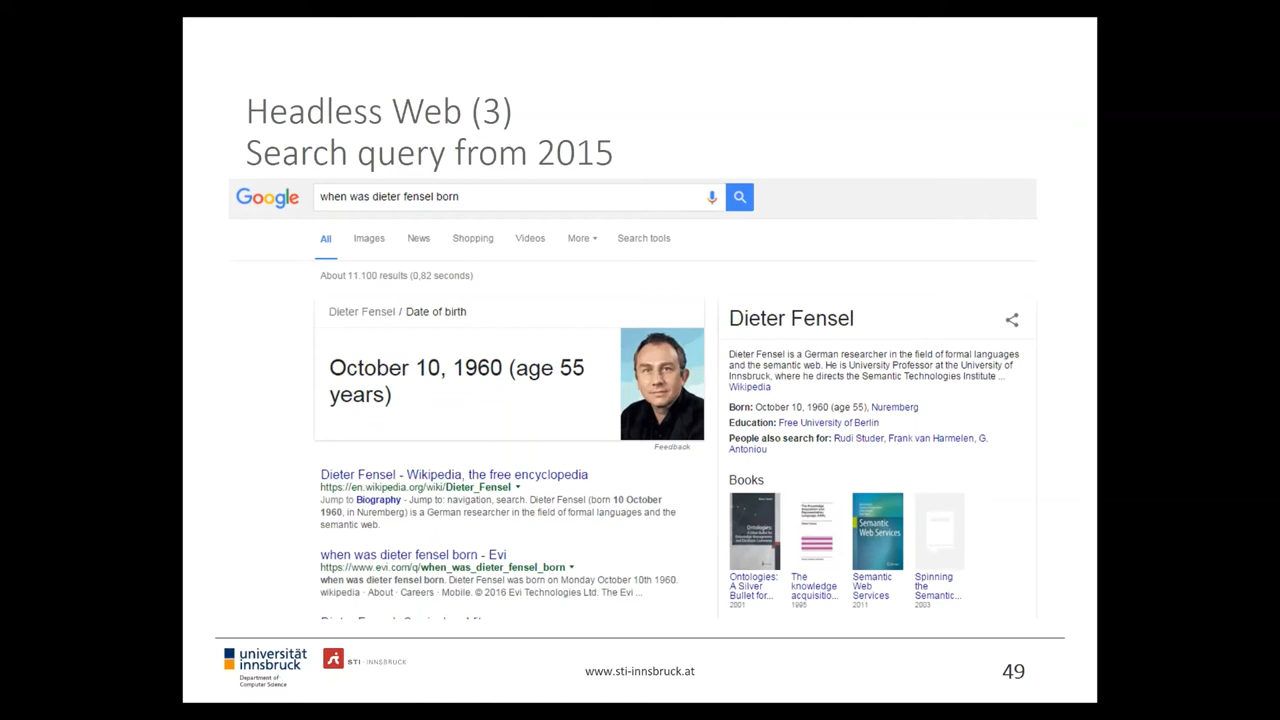 Headless Web (3)
Search query from 2015
Google
when was dieter fensel born
All Images News Shopping Videos More Search tools
About 11.100 results (0,82 seconds)
Dieter Fensel / Date of birth
October 10, 1960 (age 55
years)
Feedback
Dieter Fensel - Wikipedia, the free encyclopedia
https://en.wikipedia.org/wiki/Dieter_Fensel
Jump to Biography - Jump to: navigation, search. Dieter Fensel (born 10 October
1960, in Nuremberg) is a German researcher in the field of formal languages and the
semantic web.
when was dieter fensel born - Evi
https://www.evi.com/q/when_was_dieter_fensel_born
when was dieter fensel born. Dieter Fensel was born on Monday October 10th 1960.
wikipedia · About · Careers · Mobile. © 2016 Evi Technologies Ltd. The Evi ...
Dieter Fensel
Dieter Fensel is a German researcher in the field of formal languages
and the semantic web. He is University Professor at the University of
Innsbruck, where he directs the Semantic Technologies Institute ...
Wikipedia
Born: October 10, 1960 (age 55), Nuremberg
Education: Free University of Berlin
People also search for: Rudi Studer, Frank van Harmelen, G.
Antoniou
Books
Semantic
Web Services
Ontologies:
A Silver
Bullet for...
2001
The
knowledge
acquisitio...
1995
Semantic
Web
Services
2011
Spinning
the
Semantic...
2003
universität
innsbruck
Department of
Computer Science
STI · INNSBRUCK
www.sti-innsbruck.at
49